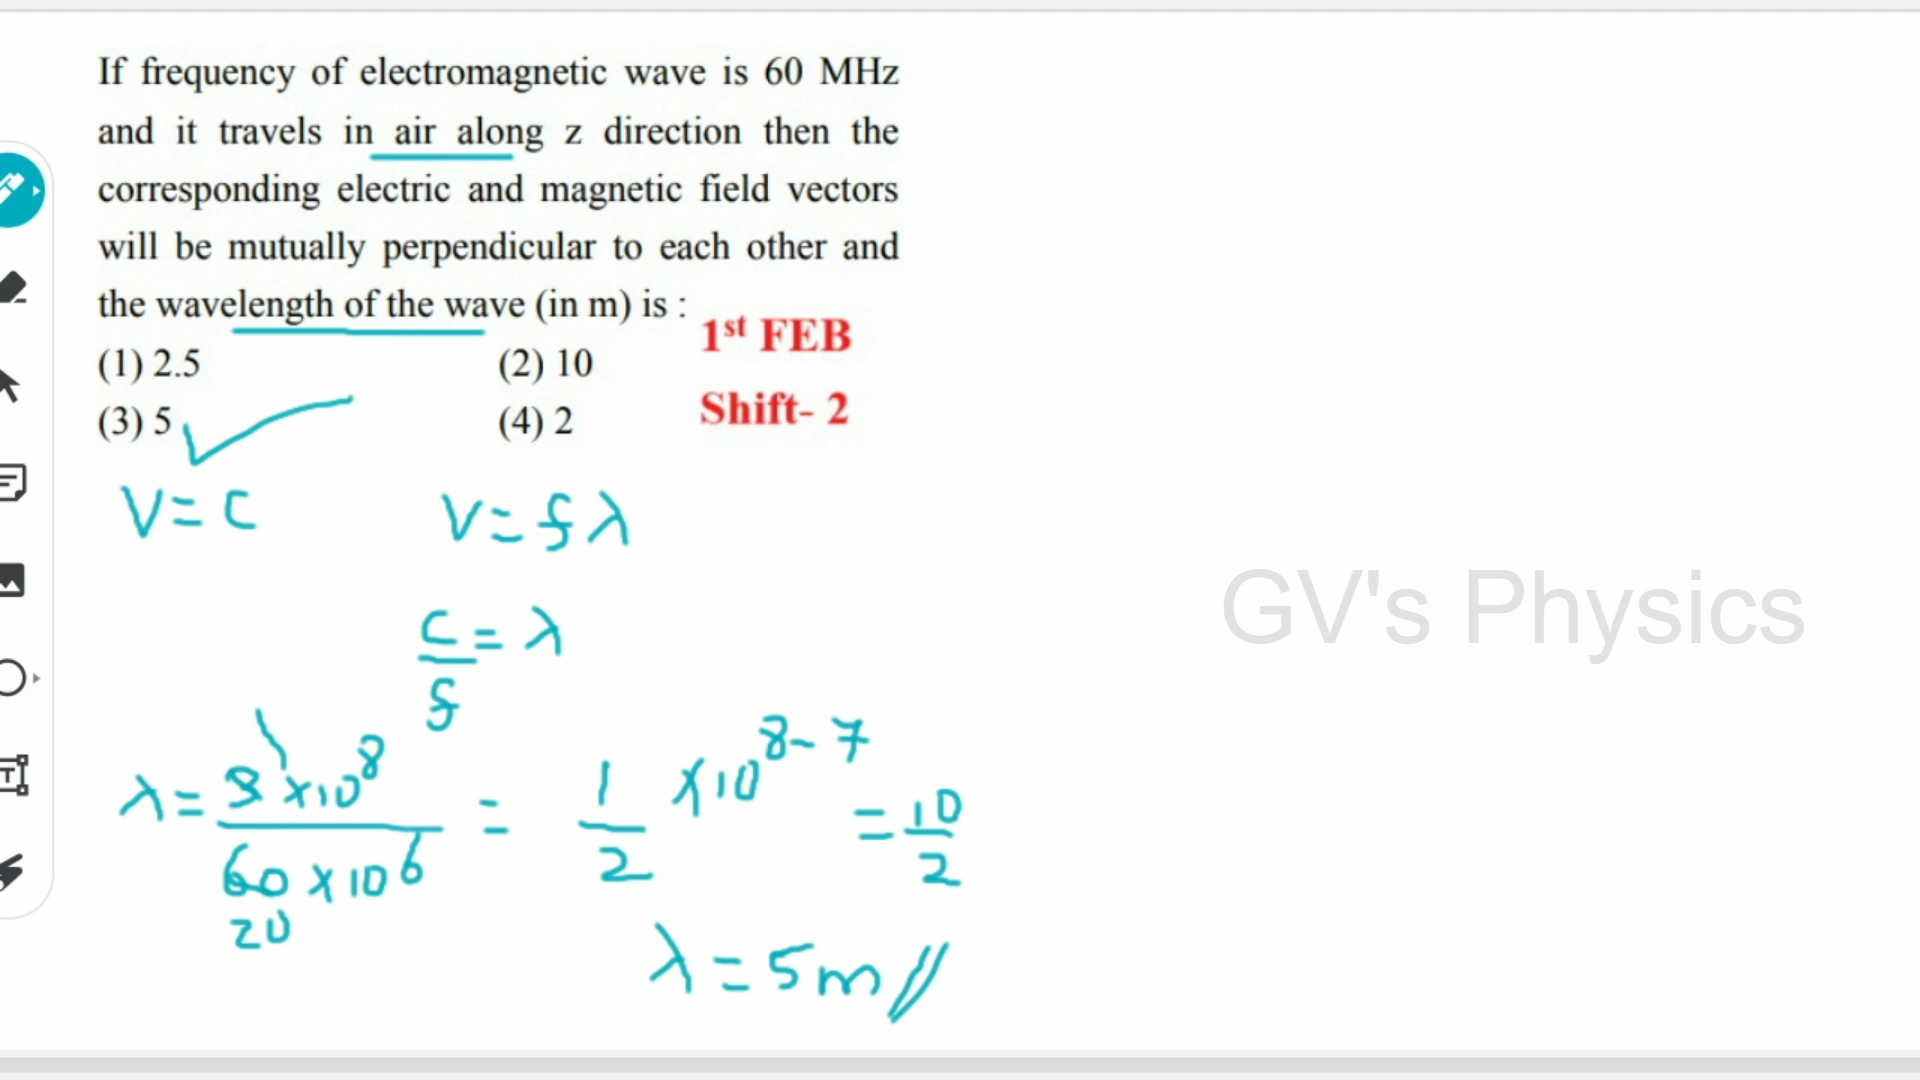 If frequency of electromagnetic wave is 60 MHz
and it travels in air along z direction then the
corresponding electric and magnetic field vectors
will be mutually perpendicular to each other and
the wavelength of the wave (in m) is :
(1) 2.5 (2) 10
(3) 5 (4) 2
1st FEB
Shift- 2
V = c V = f λ
c/f = λ
λ = 3 × 10^8 / 60 × 10^6 = 1/2 × 10^8-7 = 10/2
20
λ = 5 m //
GV's Physics